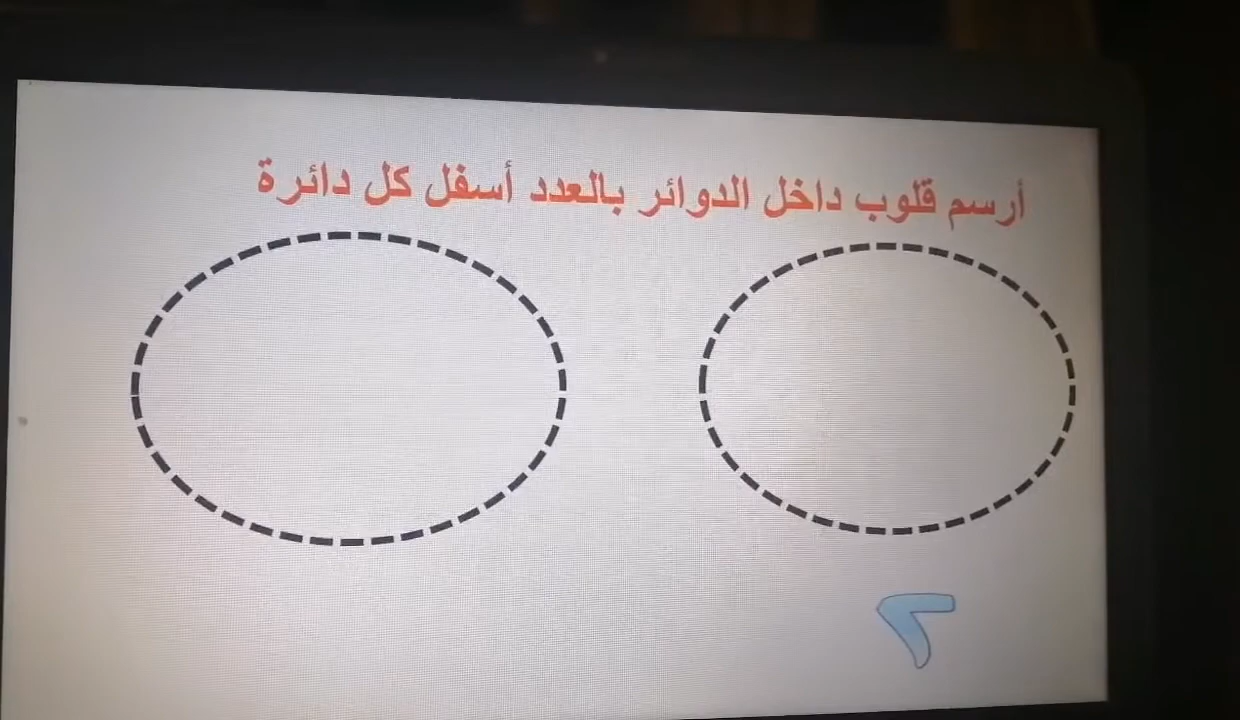 أرسم قلوب داخل الدوائر بالعدد أسفل كل دائرة
٢